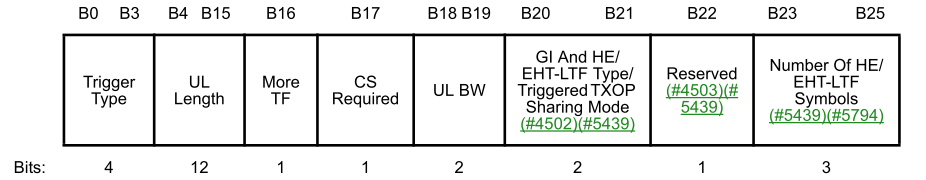 B0 B3 B4 B15 B16 B17 B18 B19 B20 B21 B22 B23 B25
Trigger
Type
UL
Length
More
TF
CS
Required
UL BW
GI And HE/
EHT-LTF Type/
Triggered TXOP
Sharing Mode
(#4502)(#5439)
Reserved
(#4503)(#
5439)
Number Of HE/
EHT-LTF
Symbols
(#5439)(#5794)
Bits: 4 12 1 1 2 2 1 3